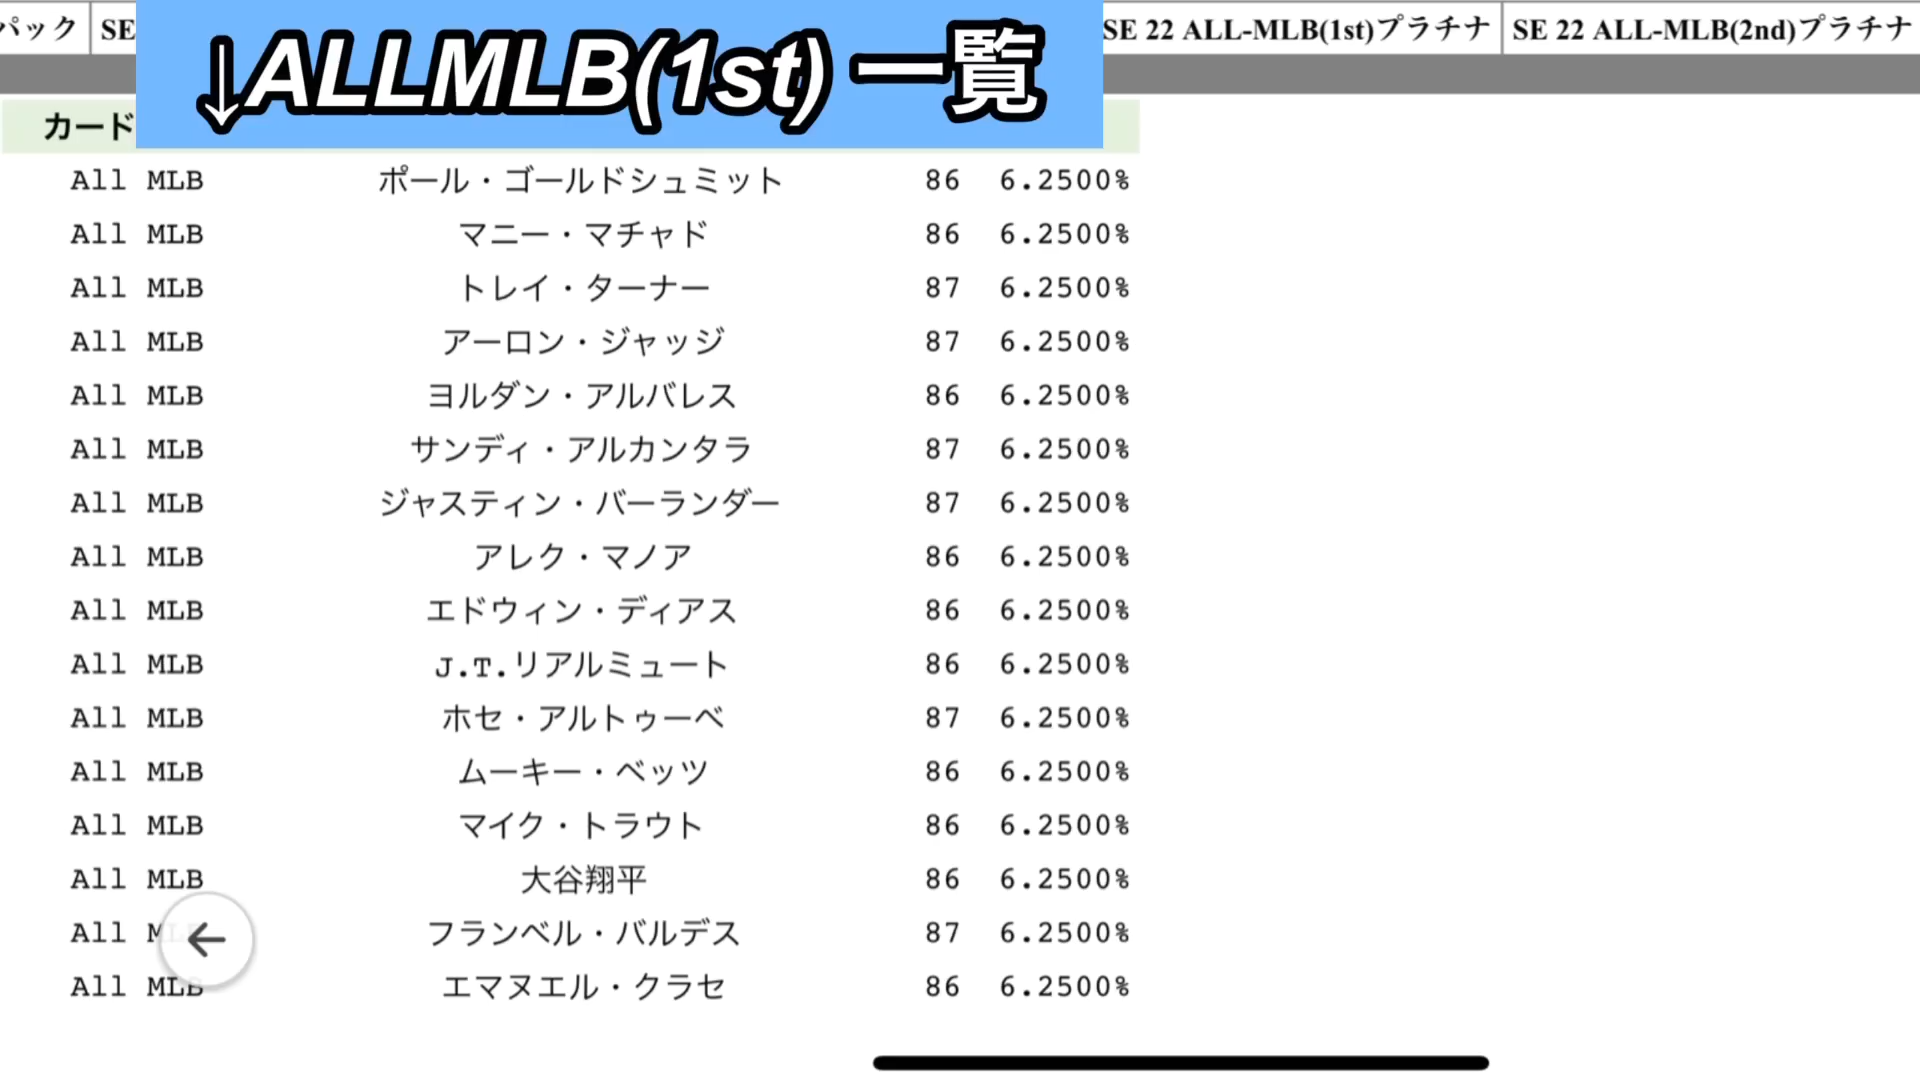 パック SE SE 22 ALL-MLB(1st)プラチナ SE 22 ALL-MLB(2nd)プラチナ
↓ALLMLB(1st) 一覧
カード
All MLB ポール・ゴールドシュミット 86 6.2500%
All MLB マニー・マチャド 86 6.2500%
All MLB トレイ・ターナー 87 6.2500%
All MLB アーロン・ジャッジ 87 6.2500%
All MLB ヨルダン・アルバレス 86 6.2500%
All MLB サンディ・アルカンタラ 87 6.2500%
All MLB ジャスティン・バーランダー 87 6.2500%
All MLB アレク・マノア 86 6.2500%
All MLB エドウィン・ディアス 86 6.2500%
All MLB J.T.リアルミュート 86 6.2500%
All MLB ホセ・アルトゥーベ 87 6.2500%
All MLB ムーキー・ベッツ 86 6.2500%
All MLB マイク・トラウト 86 6.2500%
All MLB 大谷翔平 86 6.2500%
All MLB フランベル・バルデス 87 6.2500%
All MLB エマヌエル・クラセ 86 6.2500%